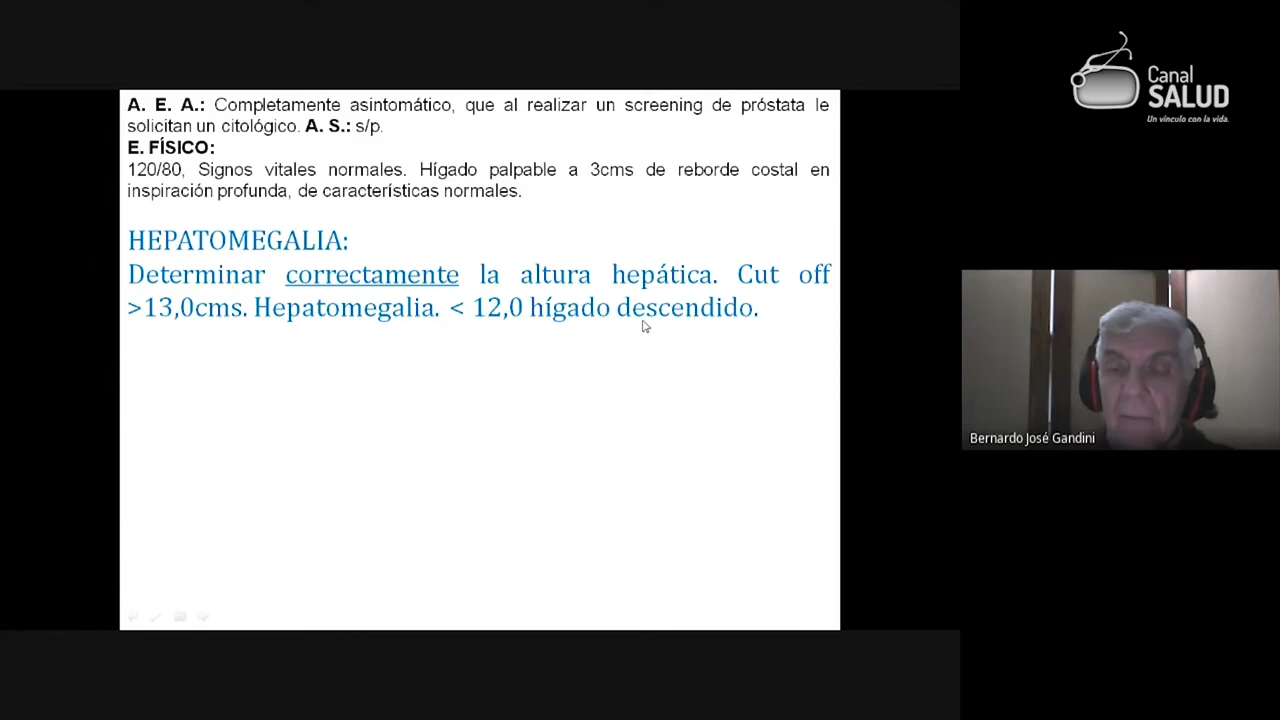 A. E. A.: Completamente asintomático, que al realizar un screening de próstata le
solicitan un citológico. A. S.: s/p.
E. FÍSICO:
120/80, Signos vitales normales. Hígado palpable a 3cms de reborde costal en
inspiración profunda, de características normales.
HEPATOMEGALIA:
Determinar correctamente la altura hepática. Cut off
>13,0cms. Hepatomegalia. < 12,0 hígado descendido.
Canal
SALUD
Un vínculo con la vida.
Bernardo José Gandini